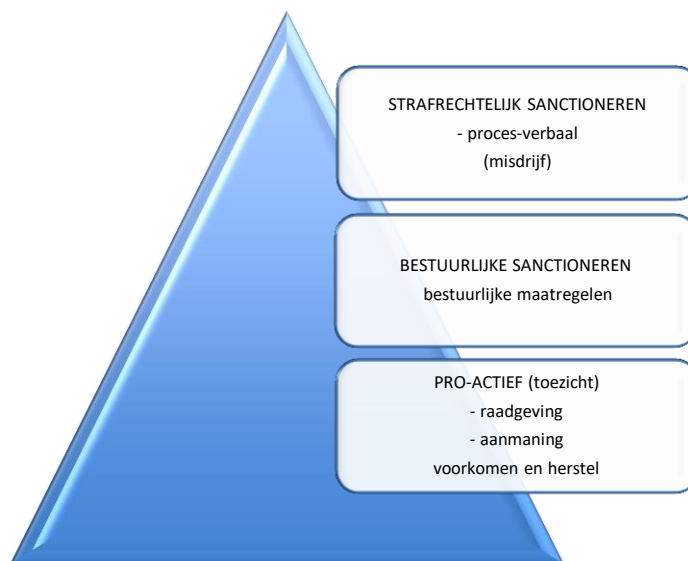 STRAFRECHTELIJK SANCTIONEREN
- proces-verbaal
(misdrijf)
BESTUURLIJKE SANCTIONEREN
bestuurlijke maatregelen
PRO-ACTIEF (toezicht)
- raadgeving
- aanmaning
voorkomen en herstel